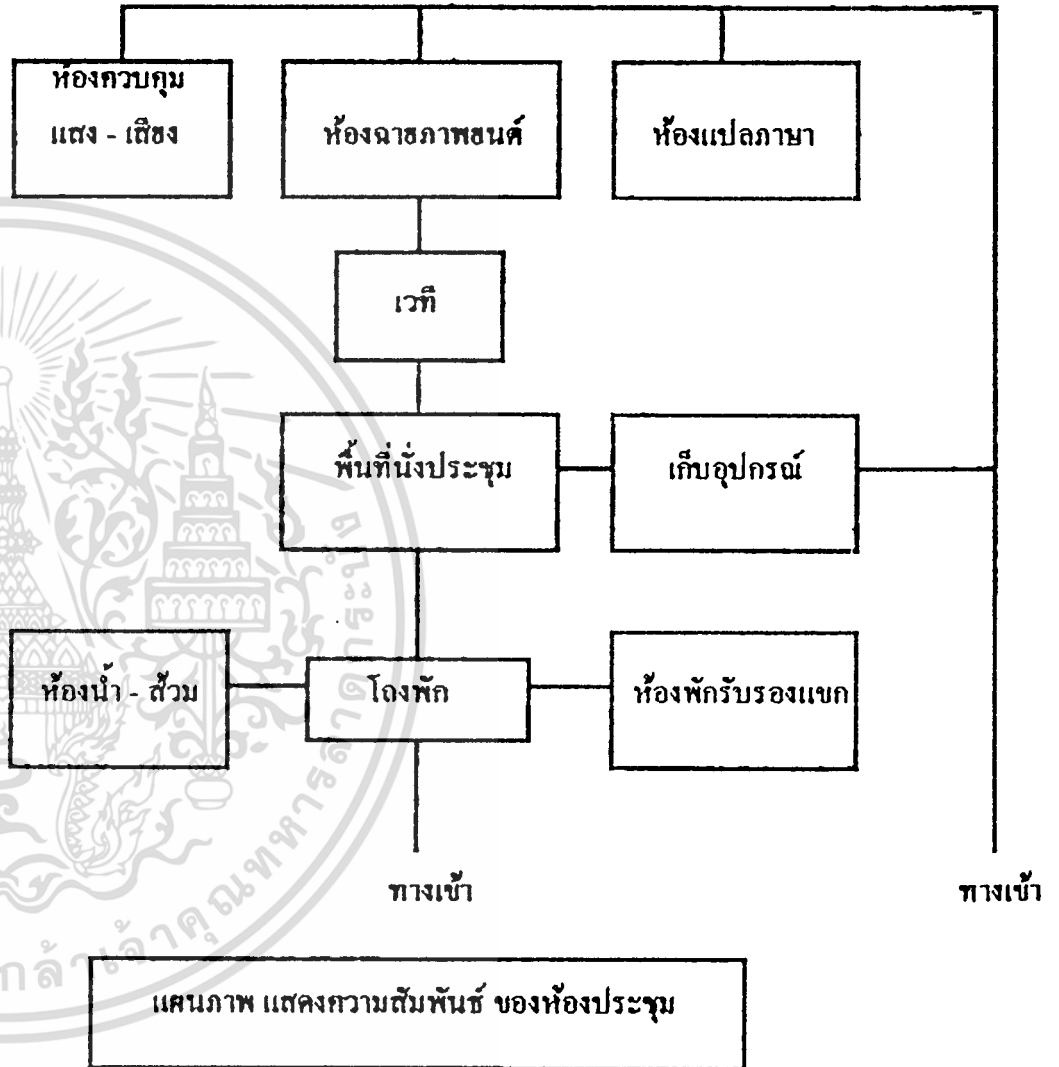 ห้องควบคุม
แสง - เสียง
ห้องฉายภาพยนต์
ห้องแปลภาษา
เวที
พื้นที่นั่งประชุม
เก็บอุปกรณ์
ห้องน้ำ - ส้วม
โถงพัก
ห้องพักรับรองแขก
ทางเข้า
ทางเข้า
แผนภาพ แสดงความสัมพันธ์ ของห้องประชุม